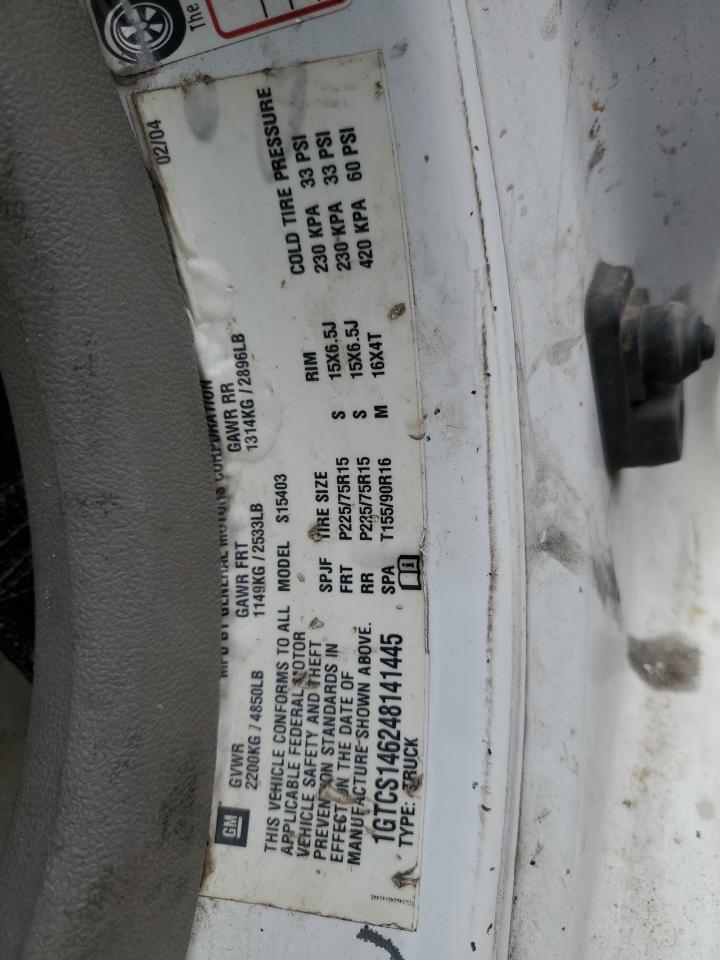 The
MFD BY GENERAL MOTORS CORPORATION
02/04
GM
GVWR GAWR FRT GAWR RR
2200KG / 4850LB 1149KG / 2533LB 1314KG / 2896LB
THIS VEHICLE CONFORMS TO ALL
APPLICABLE FEDERAL MOTOR
VEHICLE SAFETY AND THEFT
PREVENTION STANDARDS IN
EFFECT ON THE DATE OF
MANUFACTURE SHOWN ABOVE.
1GTCS146248141445
TYPE: TRUCK
MODEL S15403
SPJF TIRE SIZE RIM COLD TIRE PRESSURE
FRT P225/75R15 S 15X6.5J 230 KPA 33 PSI
RR P235/75R15 S 15X6.5J 230 KPA 33 PSI
SPA T155/90R16 M 16X4T 420 KPA 60 PSI